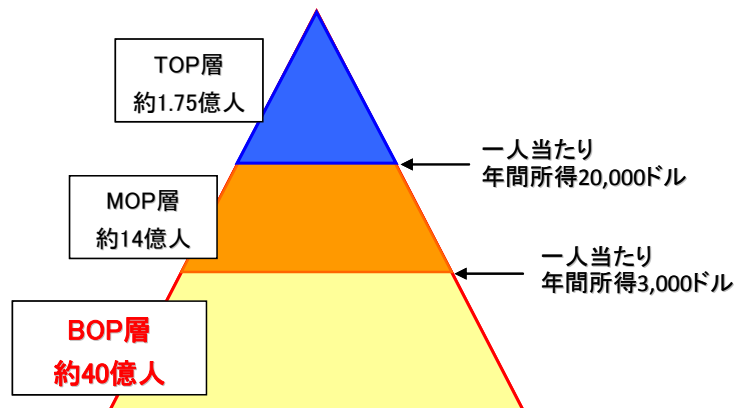 TOP層
約1.75億人
一人当たり
年間所得20,000ドル
MOP層
約14億人
一人当たり
年間所得3,000ドル
BOP層
約40億人